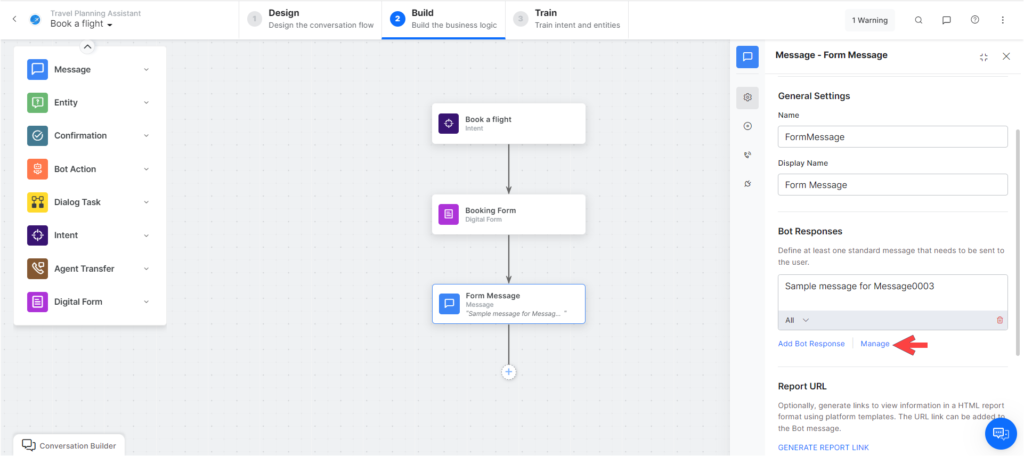 Travel Planning Assistant
Book a flight
1
Design
Design the conversation flow
2
Build
Build the business logic
3
Train
Train intent and entities
1 Warning
Message
Entity
Confirmation
Bot Action
Dialog Task
Intent
Agent Transfer
Digital Form
Book a flight
Intent
Booking Form
Digital Form
Form Message
Message
"Sample message for Messag... "
Conversation Builder
Message - Form Message
General Settings
Name
FormMessage
Display Name
Form Message
Bot Responses
Define at least one standard message that needs to be sent to
the user.
Sample message for Message0003
All
Add Bot Response
Manage
Report URL
Optionally, generate links to view information in a HTML report
format using platform templates. The URL link can be added to
the Bot message.
GENERATE REPORT LINK